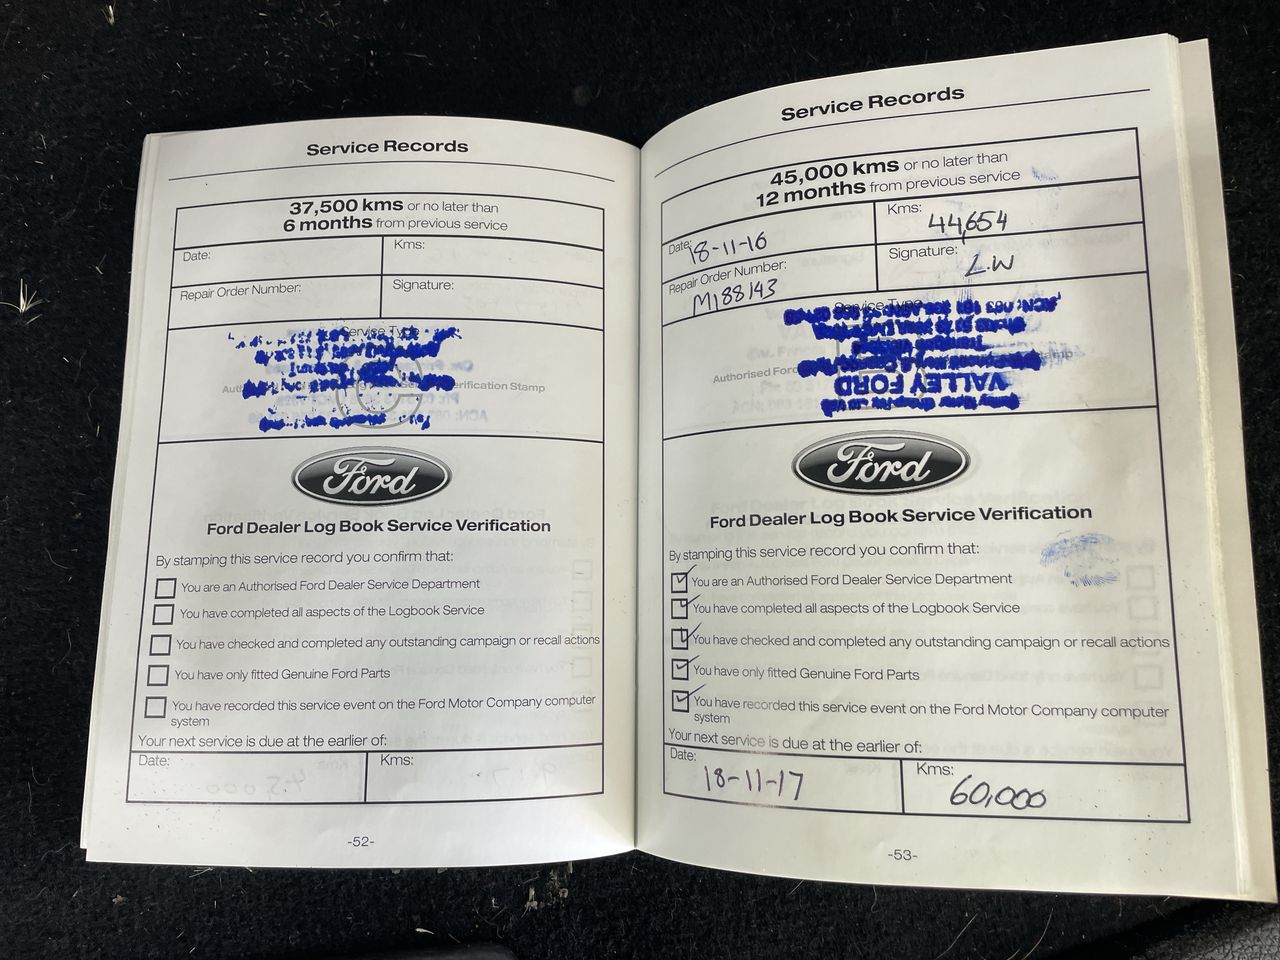 Service Records
37,500 kms or no later than
6 months from previous service
Date:
Kms:
Repair Order Number:
Signature:
Service Type
Verification Stamp
Ford
Ford Dealer Log Book Service Verification
By stamping this service record you confirm that:
You are an Authorised Ford Dealer Service Department
You have completed all aspects of the Logbook Service
You have checked and completed any outstanding campaign or recall actions
You have only fitted Genuine Ford Parts
You have recorded this service event on the Ford Motor Company computer
system
Your next service is due at the earlier of:
Date:
Kms:
-52-
Service Records
45,000 kms or no later than
12 months from previous service
Date: 18-11-16
Kms: 44,654
Repair Order Number: M188143
Signature: L.W
Service Type
Authorised Ford
VALLEY FORD
Ford
Ford Dealer Log Book Service Verification
By stamping this service record you confirm that:
You are an Authorised Ford Dealer Service Department
You have completed all aspects of the Logbook Service
You have checked and completed any outstanding campaign or recall actions
You have only fitted Genuine Ford Parts
You have recorded this service event on the Ford Motor Company computer
system
Your next service is due at the earlier of:
Date: 18-11-17
Kms: 60,000
-53-